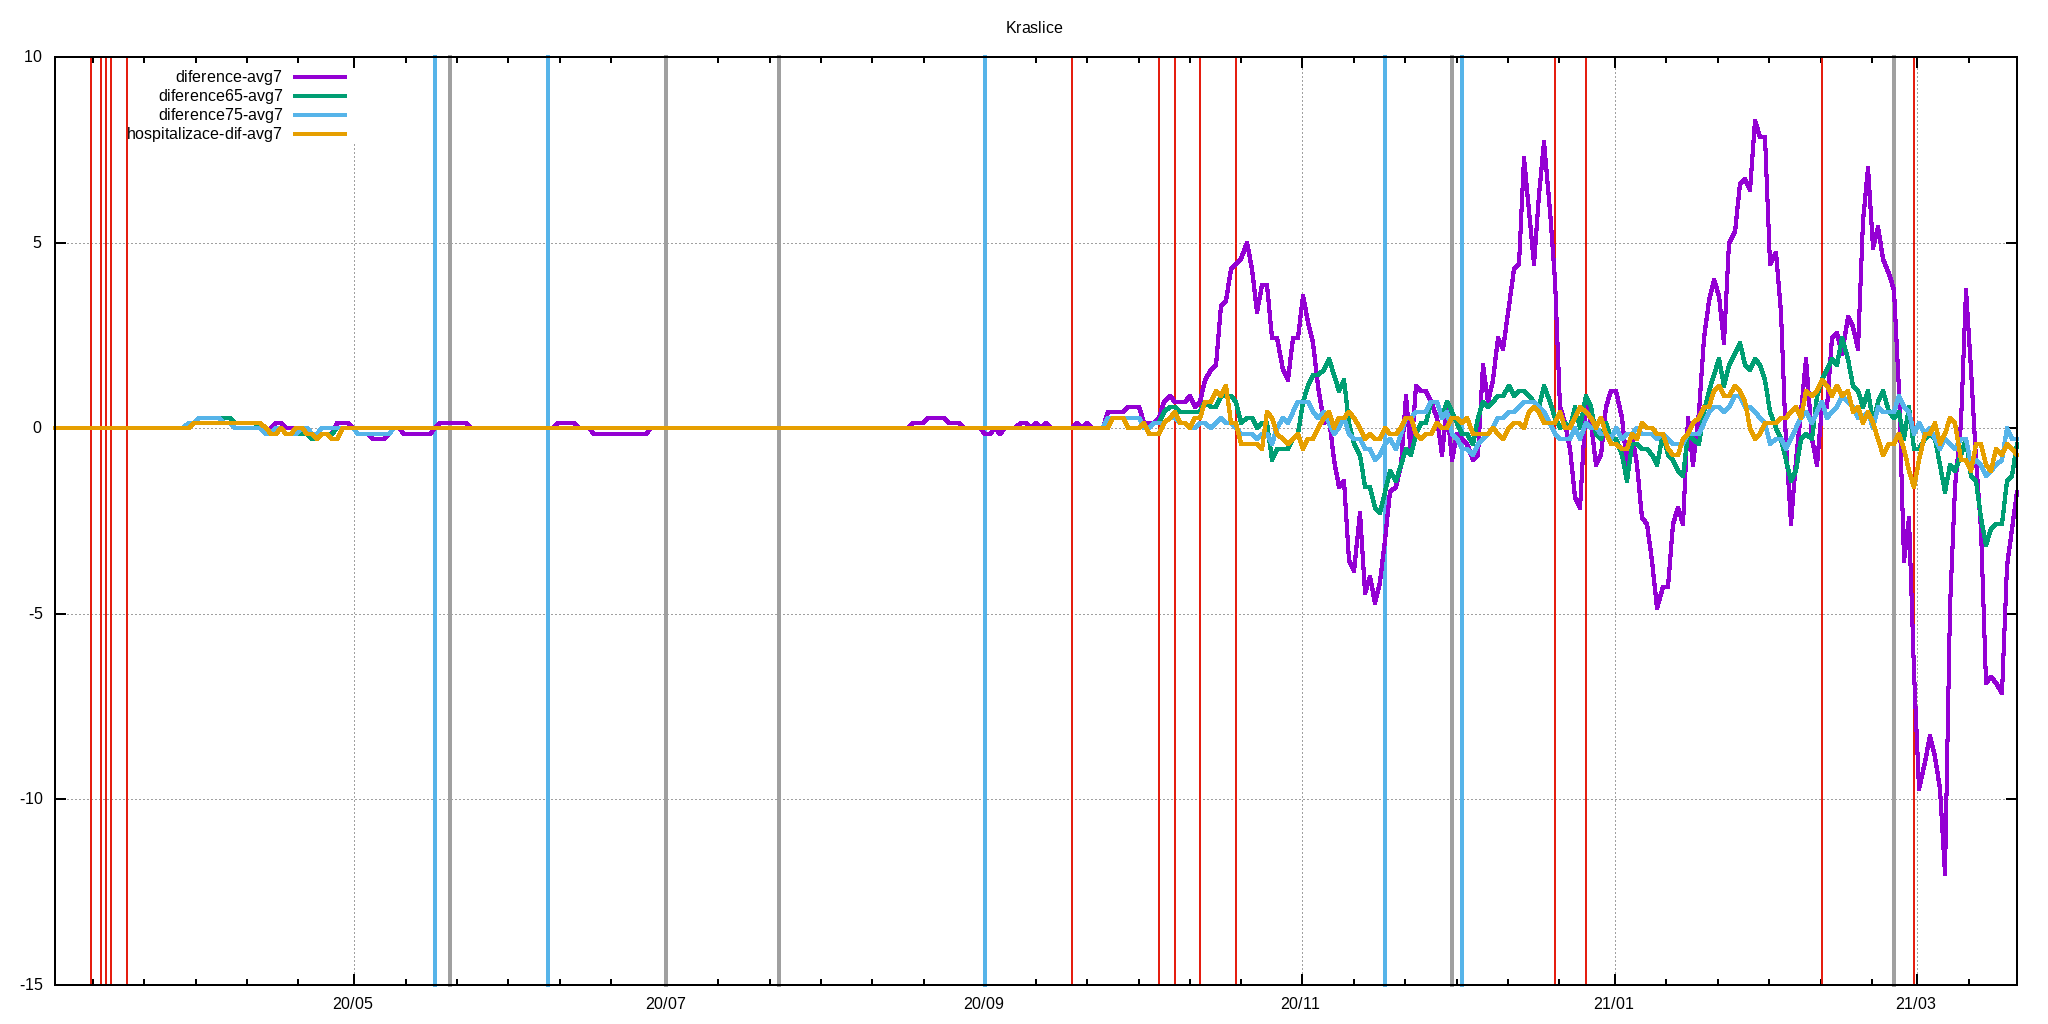 Kraslice
10
diference-avg7
diference65-avg7
diference75-avg7
hospitalizace-dif-avg7
5
0
-5
-10
-15
20/05 20/07 20/09 20/11 21/01 21/03